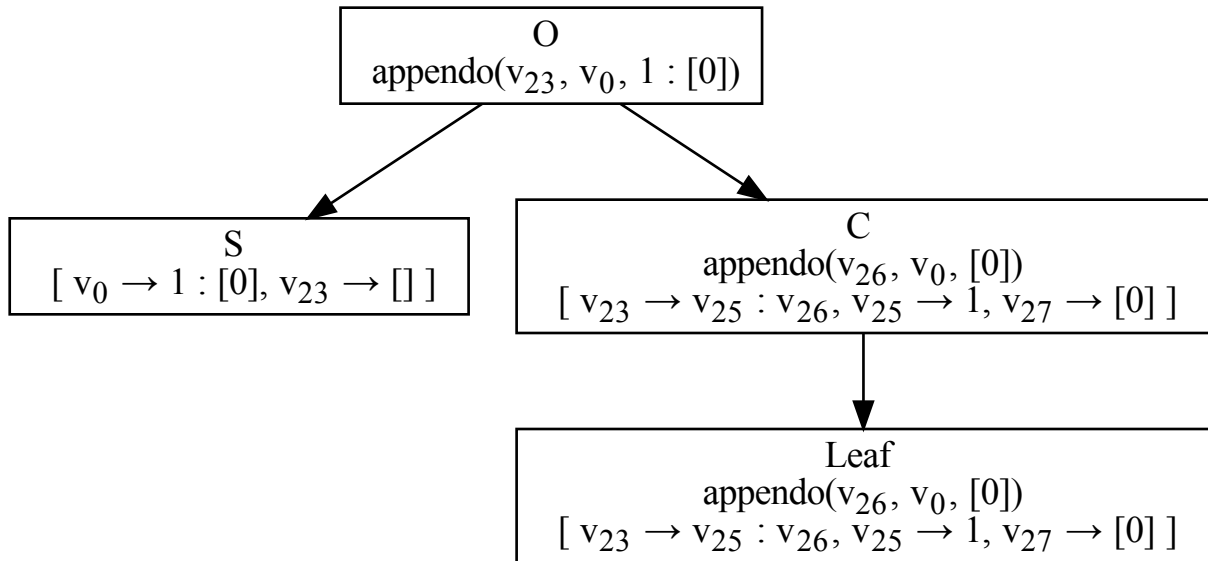 O
appendo(v₂₃, v₀, 1 : [0])
S
[ v₀ → 1 : [0], v₂₃ → [] ]
C
appendo(v₂₆, v₀, [0])
[ v₂₃ → v₂₅ : v₂₆, v₂₅ → 1, v₂₇ → [0] ]
Leaf
appendo(v₂₆, v₀, [0])
[ v₂₃ → v₂₅ : v₂₆, v₂₅ → 1, v₂₇ → [0] ]